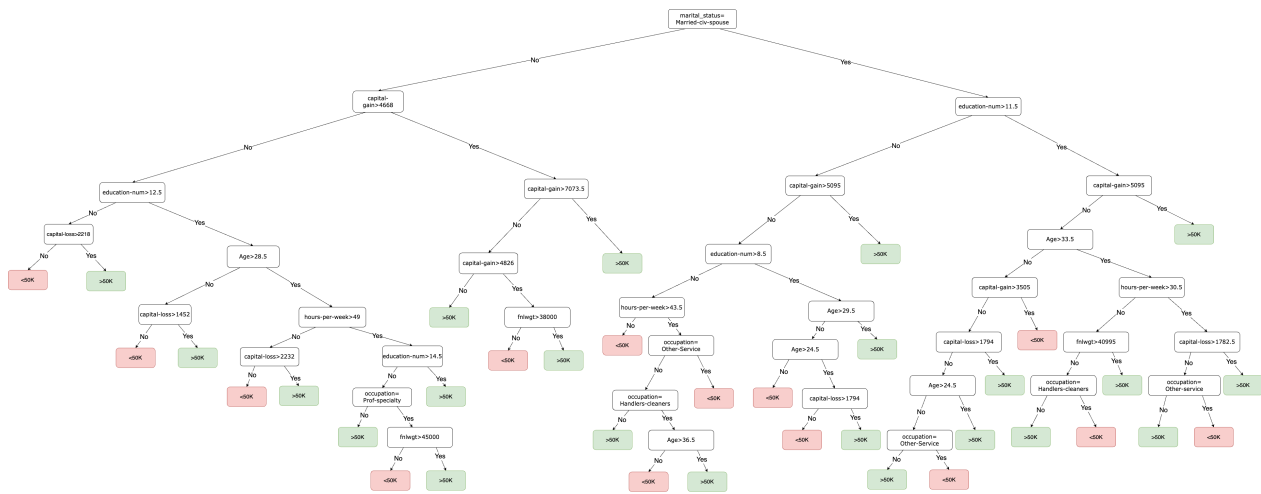 marital_status=
Married-civ-spouse
No
Yes
capital-
gain>4668
education-num>11.5
No
Yes
No
Yes
education-num>12.5
capital-gain>7073.5
capital-gain>5095
capital-gain>5095
No
Yes
No
Yes
No
Yes
No
Yes
capital-loss>2218
Age>28.5
capital-gain>4826
>50K
education-num>8.5
>50K
Age>33.5
>50K
No
Yes
No
Yes
No
Yes
No
Yes
No
Yes
<50K
>50K
capital-loss>1452
hours-per-week>49
>50K
fnlwgt>38000
hours-per-week>43.5
Age>29.5
capital-gain>3505
hours-per-week>30.5
No
Yes
No
Yes
No
Yes
No
Yes
No
Yes
No
Yes
No
Yes
<50K
>50K
capital-loss>2232
education-num>14.5
<50K
>50K
<50K
occupation=
Other-Service
Age>24.5
>50K
capital-loss>1794
<50K
fnlwgt>40995
capital-loss>1782.5
No
Yes
No
Yes
No
Yes
No
Yes
No
Yes
No
Yes
No
Yes
<50K
>50K
occupation=
Prof-specialty
>50K
occupation=
Handlers-cleaners
<50K
<50K
capital-loss>1794
Age>24.5
>50K
occupation=
Handlers-cleaners
>50K
occupation=
Other-service
>50K
No
Yes
No
Yes
No
Yes
No
Yes
No
Yes
No
Yes
>50K
fnlwgt>45000
>50K
Age>36.5
<50K
>50K
occupation=
Other-Service
>50K
>50K
<50K
>50K
<50K
No
Yes
No
Yes
No
Yes
<50K
>50K
<50K
>50K
>50K
<50K